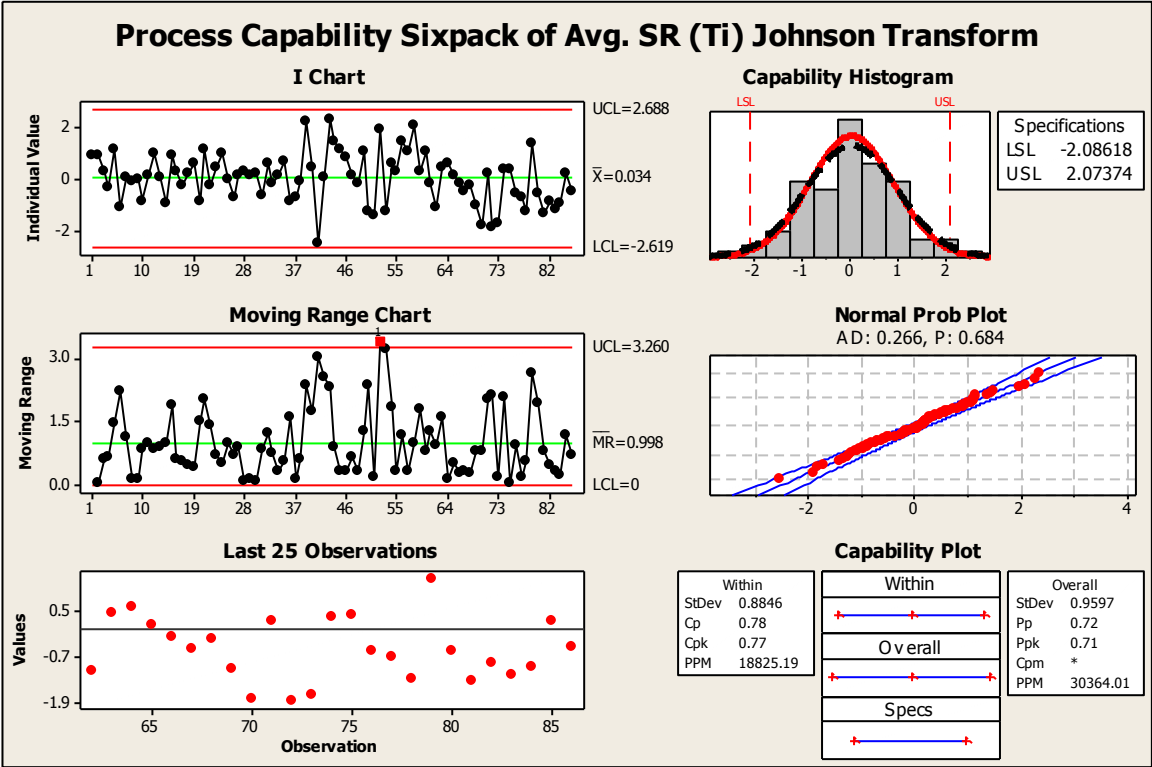 Process Capability Sixpack of Avg. SR (Ti) Johnson Transform
I Chart
Individual Value
2
0
-2
1 10 19 28 37 46 55 64 73 82
UCL=2.688
X=0.034
LCL=-2.619
Capability Histogram
LSL USL
-2 -1 0 1 2
Specifications
LSL -2.08618
USL 2.07374
Moving Range Chart
Moving Range
3.0
1.5
0.0
1
1 10 19 28 37 46 55 64 73 82
UCL=3.260
MR=0.998
LCL=0
Normal Prob Plot
AD: 0.266, P: 0.684
-2 0 2 4
Last 25 Observations
Values
0.5
-0.7
-1.9
65 70 75 80 85
Observation
Capability Plot
Within
StDev 0.8846
Cp 0.78
Cpk 0.77
PPM 18825.19
Within
Overall
Specs
Overall
StDev 0.9597
Pp 0.72
Ppk 0.71
Cpm *
PPM 30364.01